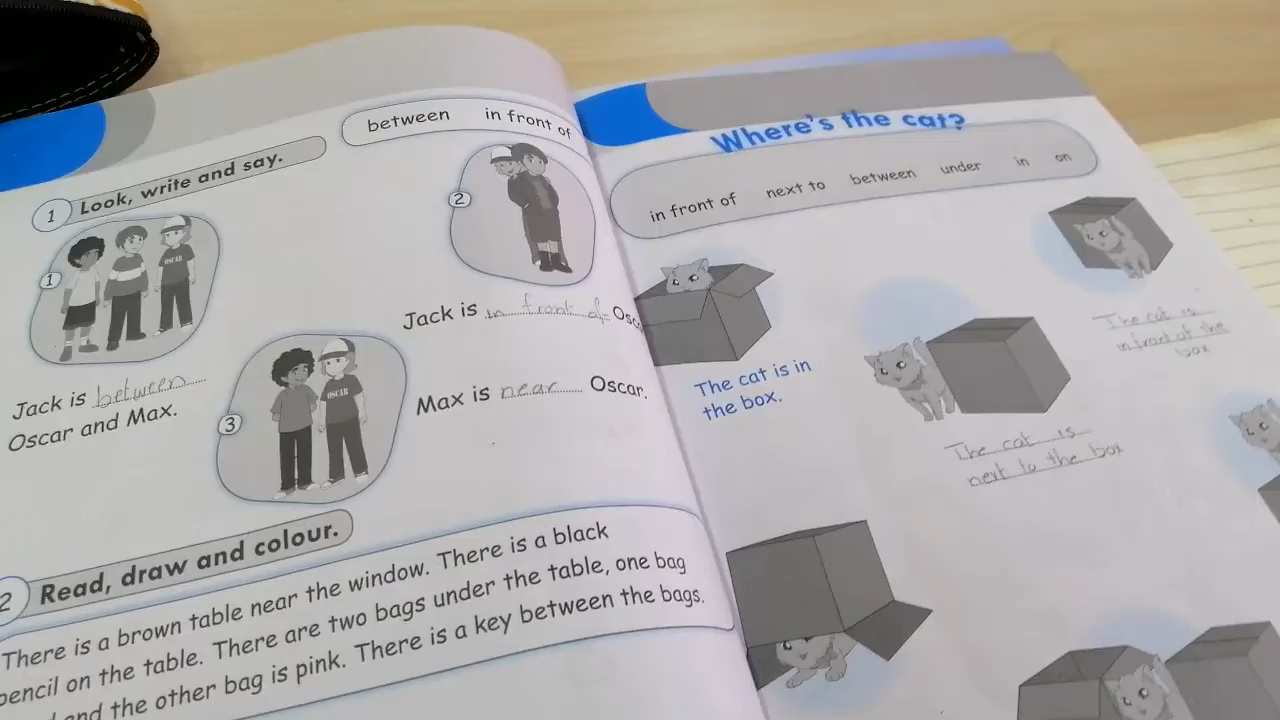 between in front of
1 Look, write and say.
1
2
Jack is in front of Osc
Jack is between
Oscar and Max.
OSCAR
3
OSCAR
Max is near Oscar.
2 Read, draw and colour.
There is a brown table near the window. There is a black
pencil on the table. There are two bags under the table, one bag
and the other bag is pink. There is a key between the bags.
Where's the cat?
in front of next to between under in on
The cat is in
the box.
The cat is
in front of the
box
The cat is
next to the box